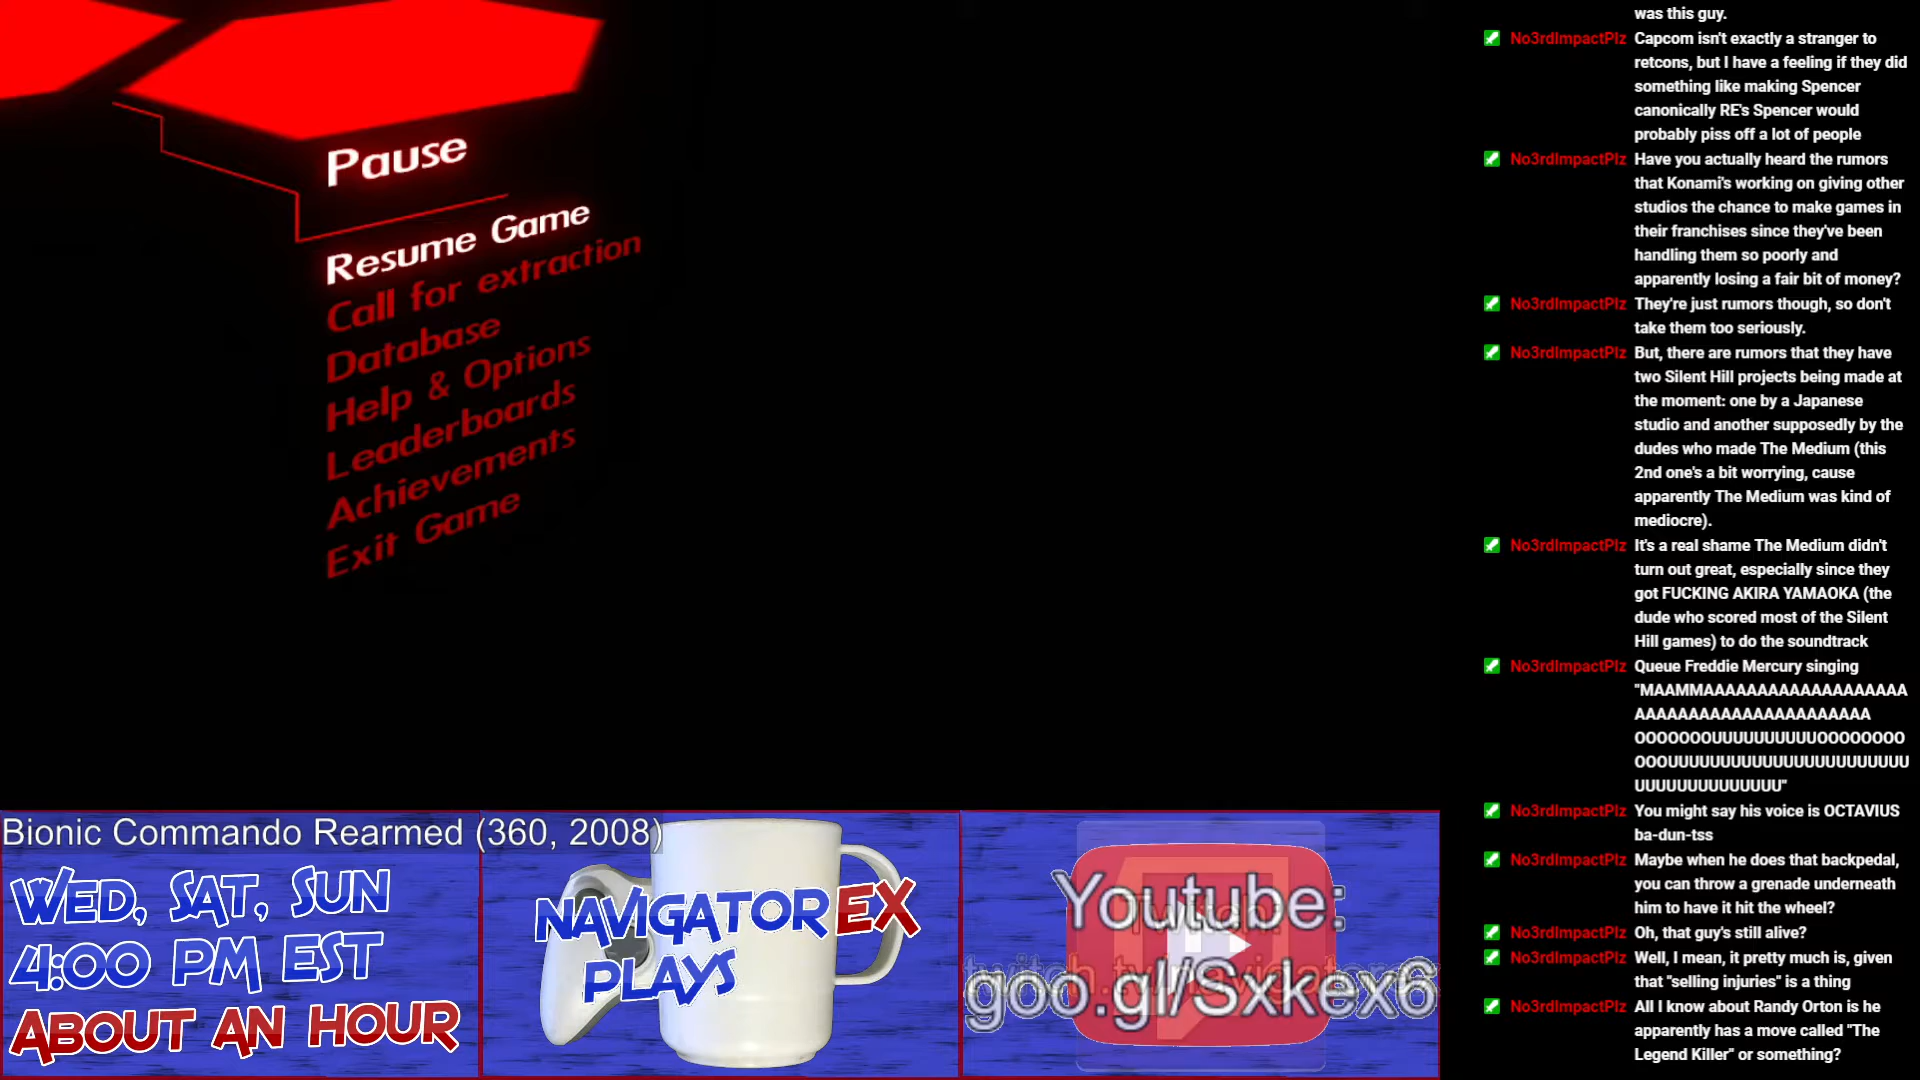 Pause
Resume Game
Call for extraction
Database
Help & Options
Leaderboards
Achievements
Exit Game
Bionic Commando Rearmed (360, 2008)
WED, SAT, SUN
4:00 PM EST
ABOUT AN HOUR
NAVIGATOR EX
PLAYS
Youtube:
goo.gl/Sxkex6
was this guy.
No3rdImpactPlz Capcom isn't exactly a stranger to
retcons, but I have a feeling if they did
something like making Spencer
canonically RE's Spencer would
probably piss off a lot of people
No3rdImpactPlz Have you actually heard the rumors
that Konami's working on giving other
studios the chance to make games in
their franchises since they've been
handling them so poorly and
apparently losing a fair bit of money?
No3rdImpactPlz They're just rumors though, so don't
take them too seriously.
No3rdImpactPlz But, there are rumors that they have
two Silent Hill projects being made at
the moment: one by a Japanese
studio and another supposedly by the
dudes who made The Medium (this
2nd one's a bit worrying, cause
apparently The Medium was kind of
mediocre).
No3rdImpactPlz It's a real shame The Medium didn't
turn out great, especially since they
got FUCKING AKIRA YAMAOKA (the
dude who scored most of the Silent
Hill games) to do the soundtrack
No3rdImpactPlz Queue Freddie Mercury singing
"MAAMMAAAAAAAAAAAAAAAAAAA
AAAAAAAAAAAAAAAAAAAAAA
OOOOOOOUUUUUUUUUUOOOOOOOO
OOOUUUUUUUUUUUUUUUUUUUUUUU
UUUUUUUUUUUUUU"
No3rdImpactPlz You might say his voice is OCTAVIUS
ba-dun-tss
No3rdImpactPlz Maybe when he does that backpedal,
you can throw a grenade underneath
him to have it hit the wheel?
No3rdImpactPlz Oh, that guy's still alive?
No3rdImpactPlz Well, I mean, it pretty much is, given
that "selling injuries" is a thing
No3rdImpactPlz All I know about Randy Orton is he
apparently has a move called "The
Legend Killer" or something?